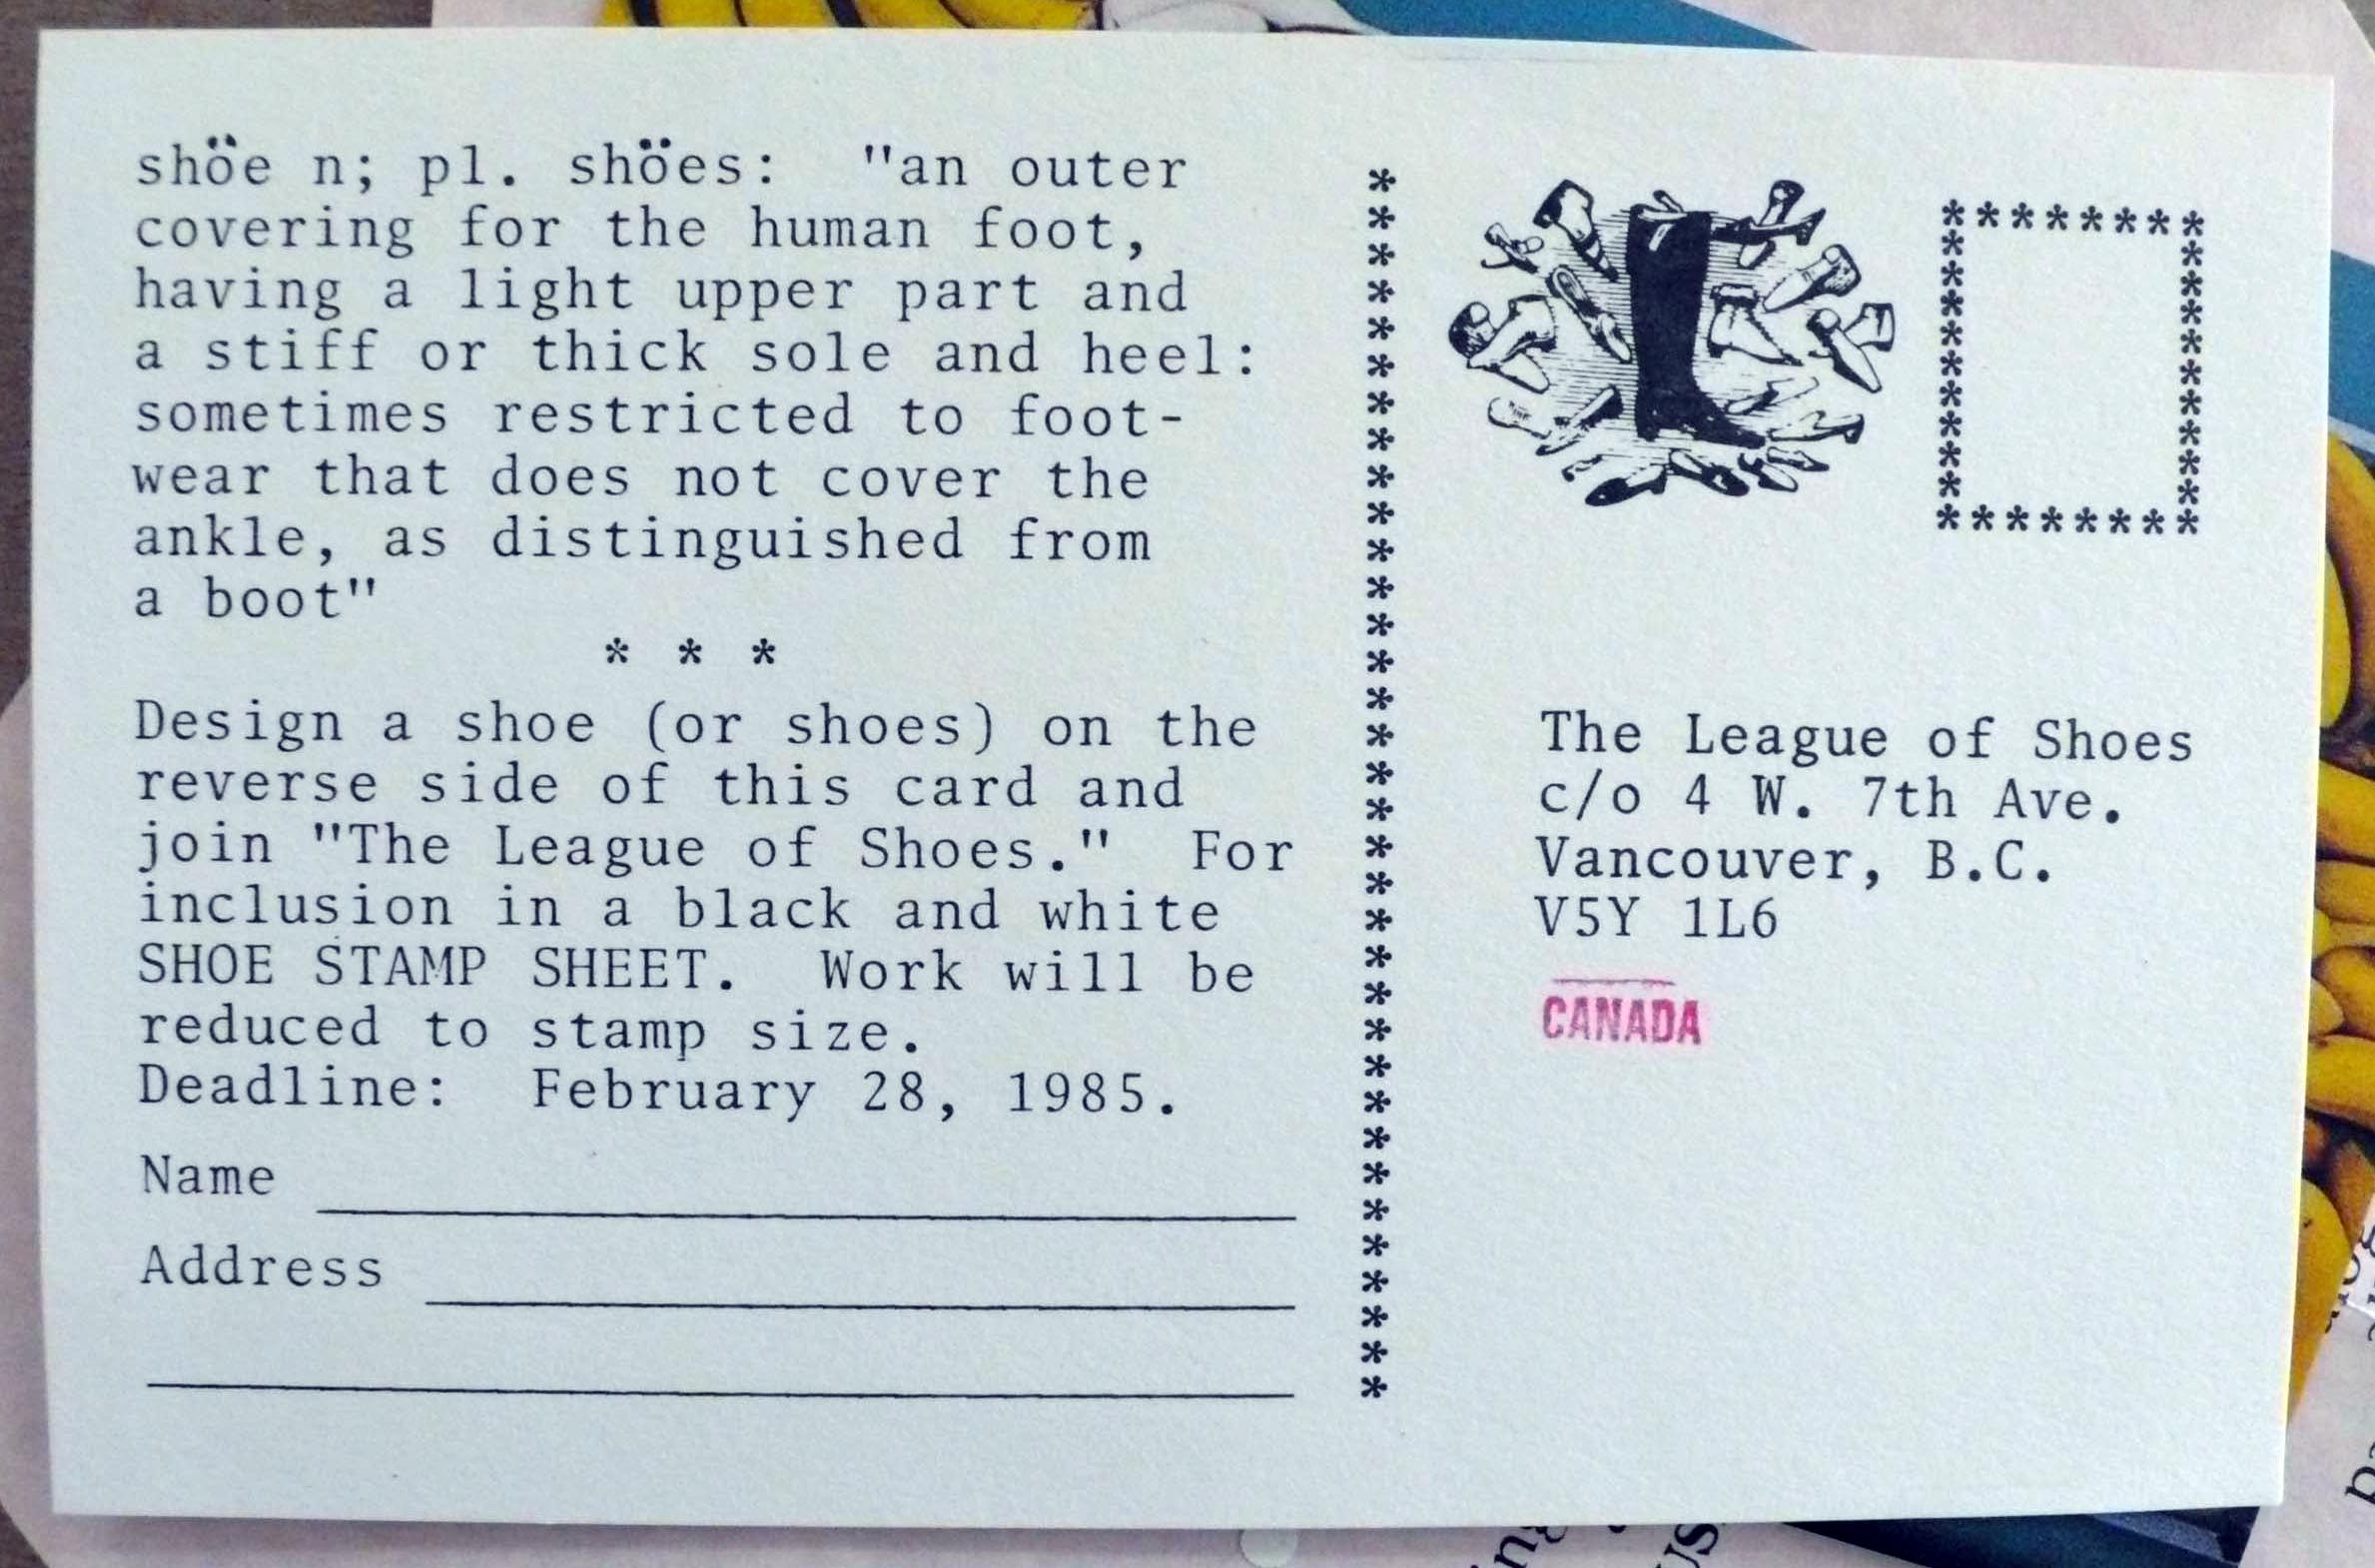 shöe n; pl. shöes:  "an outer
covering for the human foot,
having a light upper part and
a stiff or thick sole and heel:
sometimes restricted to foot-
wear that does not cover the
ankle, as distinguished from
a boot"
* * *
Design a shoe (or shoes) on the
reverse side of this card and
join "The League of Shoes."  For
inclusion in a black and white
SHOE STAMP SHEET.  Work will be
reduced to stamp size.
Deadline:  February 28, 1985.
Name
Address
The League of Shoes
c/o 4 W. 7th Ave.
Vancouver, B.C.
V5Y 1L6
CANADA